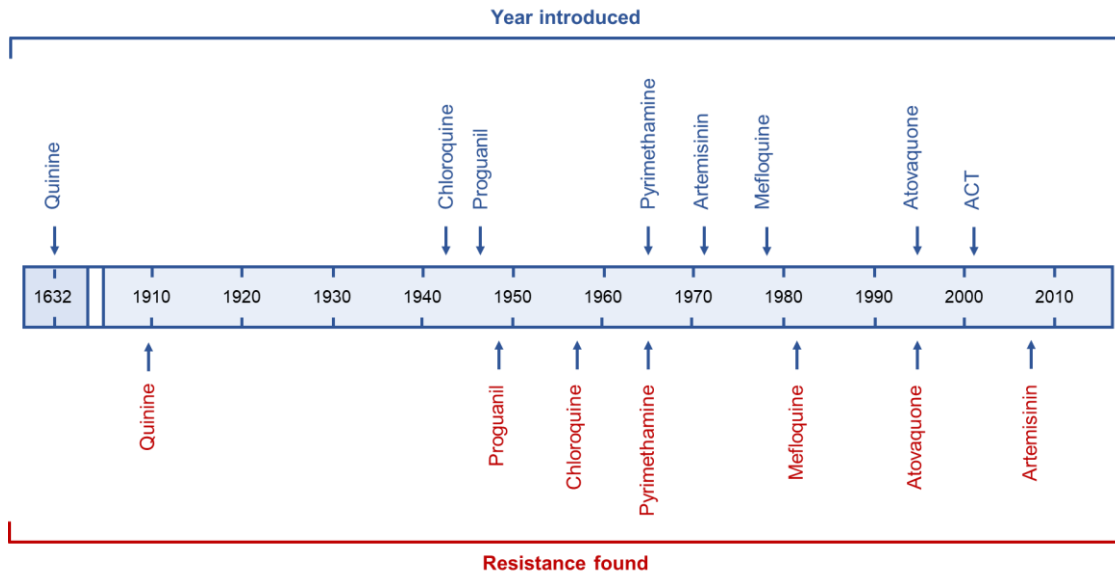 Year introduced
Quinine
Chloroquine
Proguanil
Pyrimethamine
Artemisinin
Mefloquine
Atovaquone
ACT
1632
1910
1920
1930
1940
1950
1960
1970
1980
1990
2000
2010
Quinine
Proguanil
Chloroquine
Pyrimethamine
Mefloquine
Atovaquone
Artemisinin
Resistance found